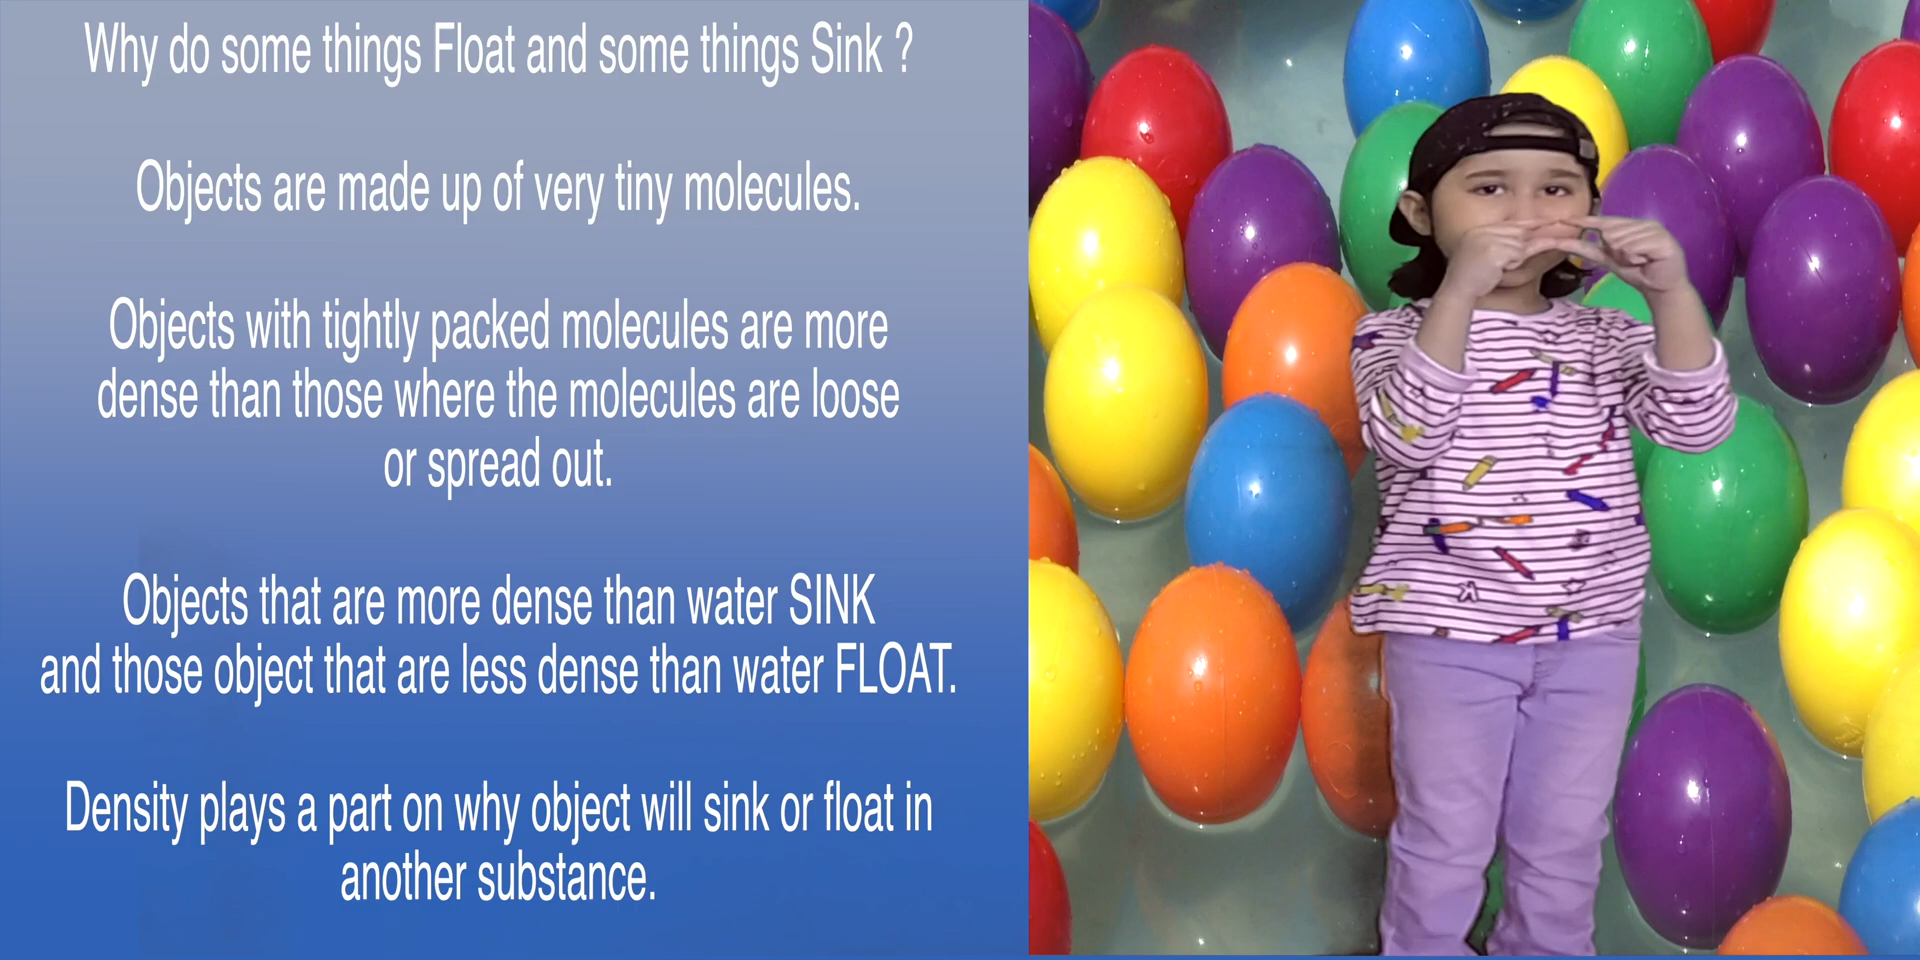 Why do some things Float and some things Sink ?
Objects are made up of very tiny molecules.
Objects with tightly packed molecules are more
dense than those where the molecules are loose
or spread out.
Objects that are more dense than water SINK
and those object that are less dense than water FLOAT.
Density plays a part on why object will sink or float in
another substance.